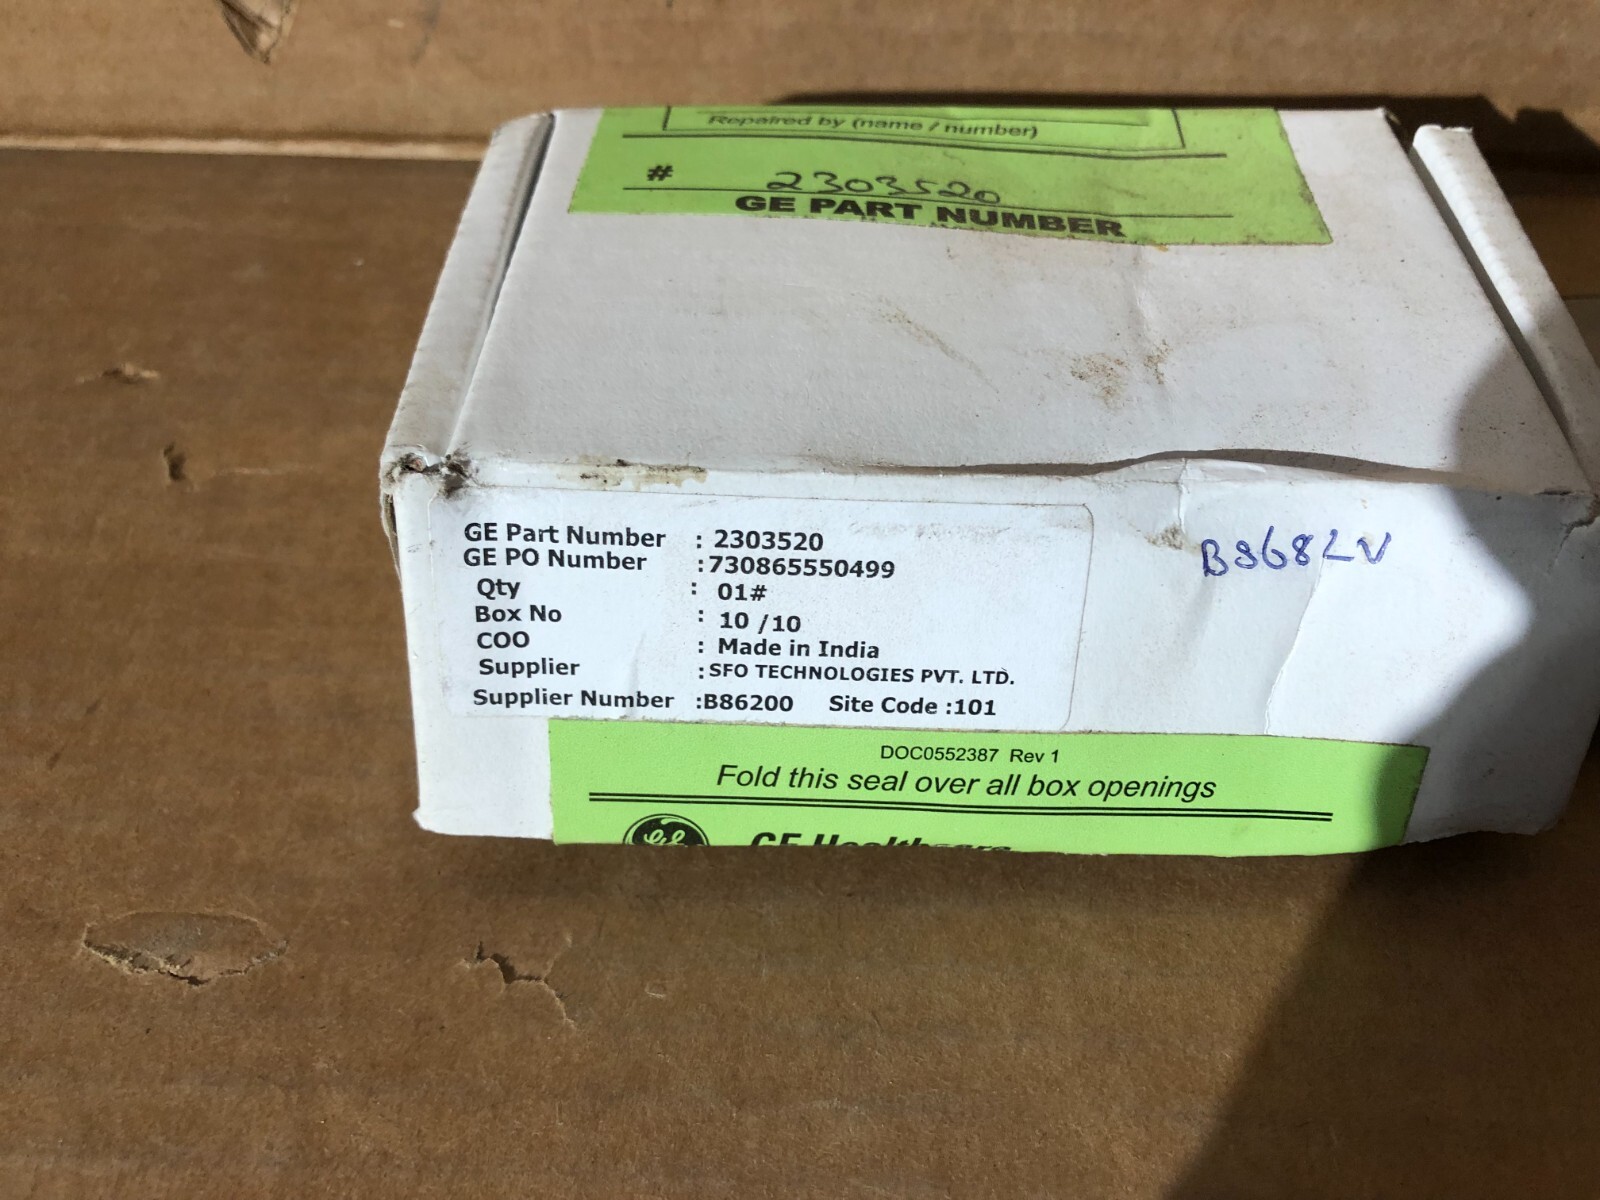 Repaired by (name / number)
# 2303520
GE PART NUMBER
GE Part Number : 2303520
GE PO Number :730865550499
Qty : 01#
Box No : 10 /10
COO : Made in India
Supplier : SFO TECHNOLOGIES PVT. LTD.
Supplier Number :B86200 Site Code :101
B868LV
DOC0552387 Rev 1
Fold this seal over all box openings
GE Healthcare